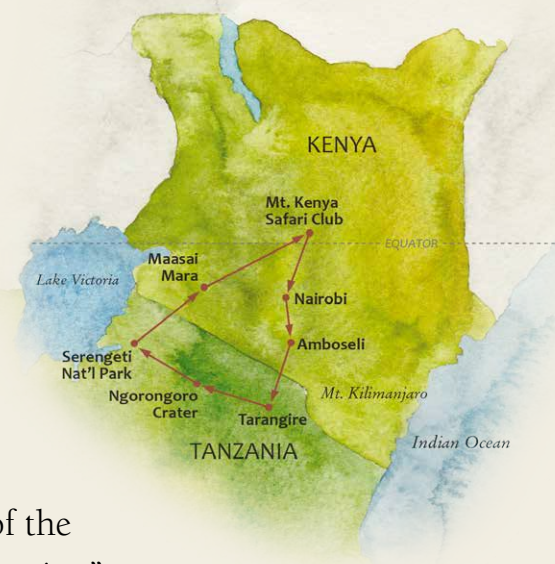 KENYA
Mt. Kenya
Safari Club
EQUATOR
Maasai
Mara
Lake Victoria
Nairobi
Amboseli
Serengeti
Nat'l Park
Mt. Kilimanjaro
Ngorongoro
Crater
Tarangire
Indian Ocean
TANZANIA
of the